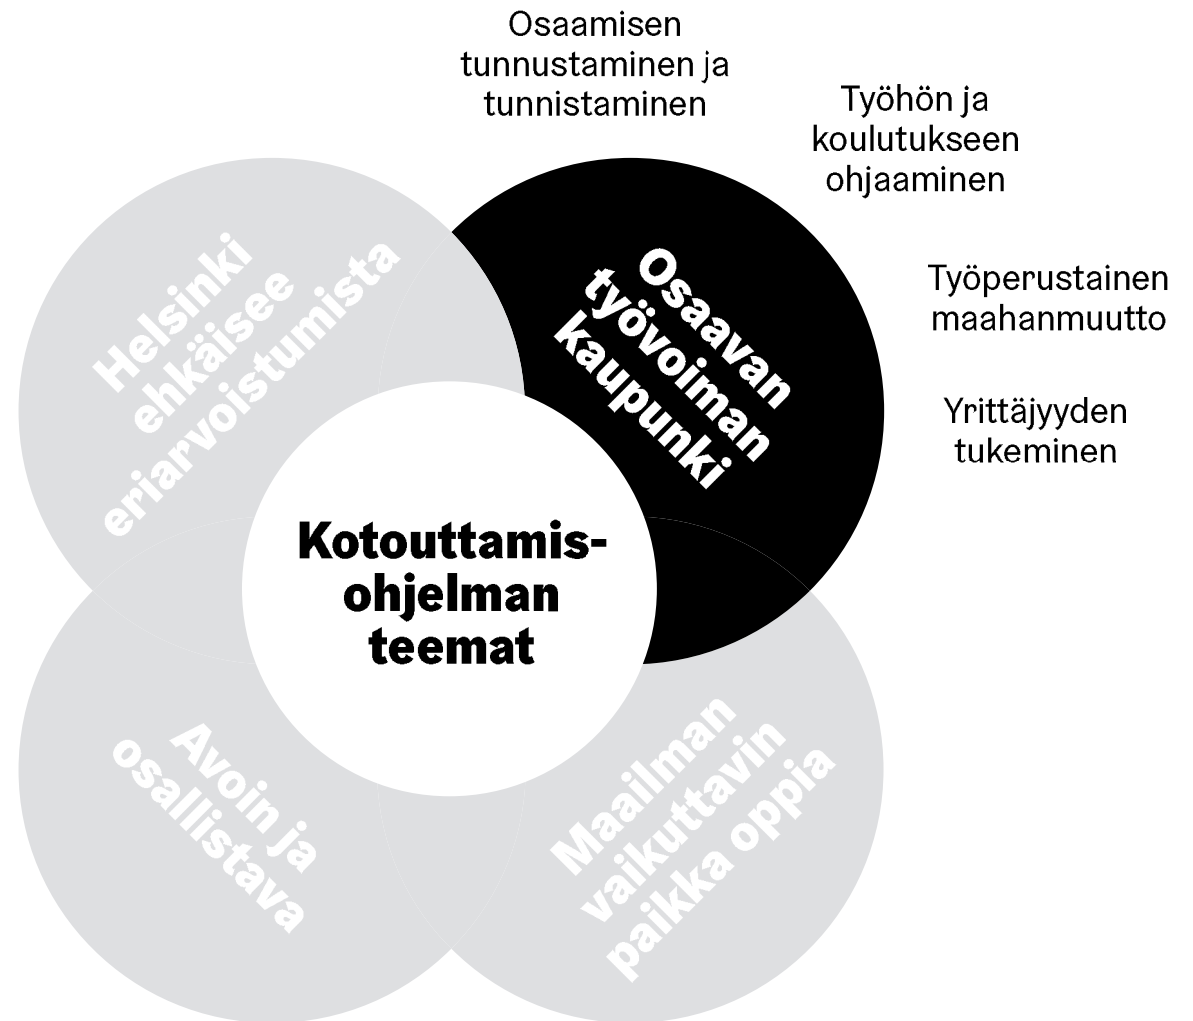 Osaamisen
tunnustaminen ja
tunnistaminen
Työhön ja
koulutukseen
ohjaaminen
Työperustainen
maahanmuutto
Yrittäjyyden
tukeminen
Helsinki
ehkäisee
eriarvoistumista
Osaavan
työvoiman
kaupunki
Kotouttamis-
ohjelman
teemat
Avoin ja
osallistava
Maailman
vaikuttavin
paikka oppia